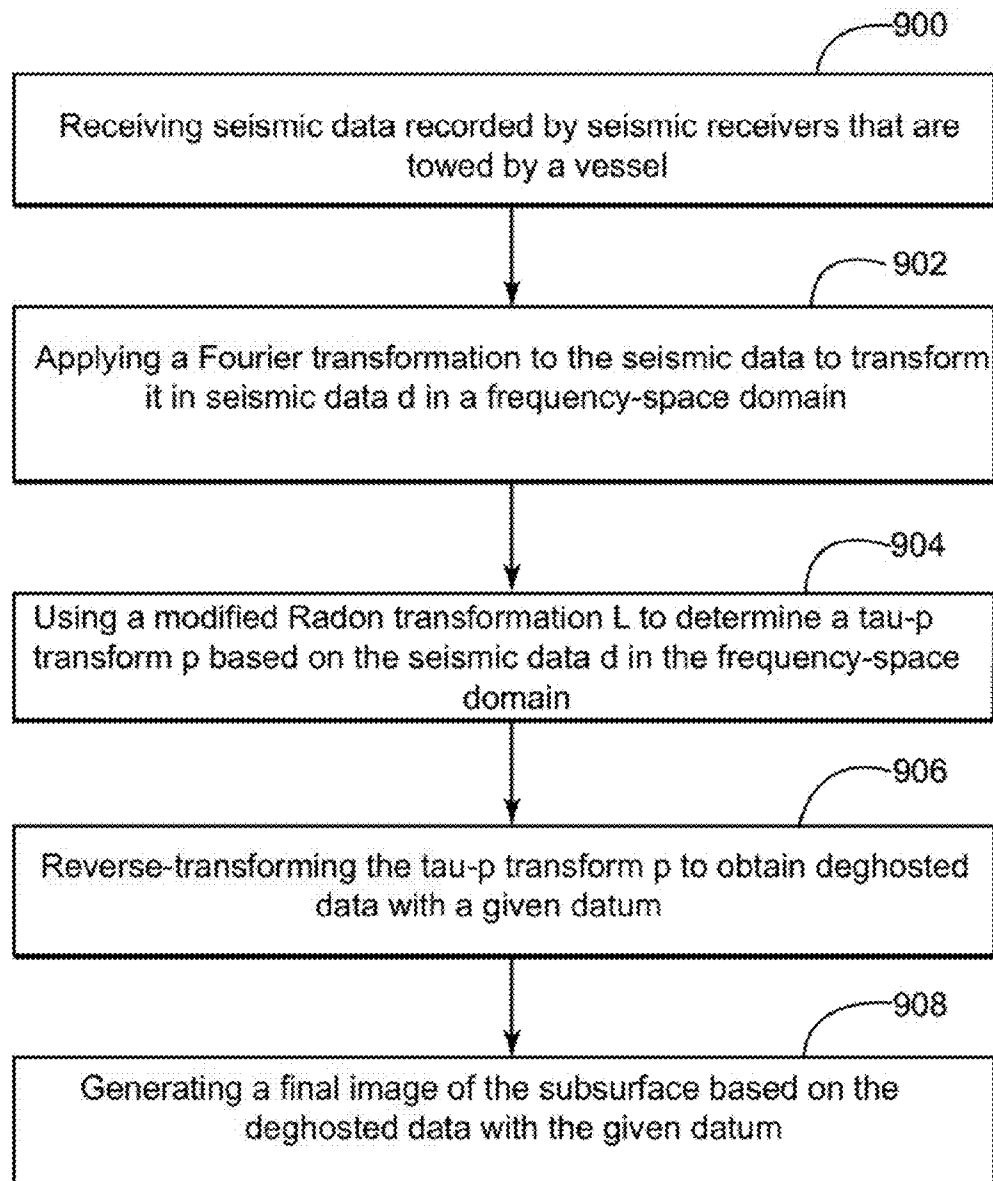 900
Receiving seismic data recorded by seismic receivers that are
towed by a vessel
902
Applying a Fourier transformation to the seismic data to transform
it in seismic data d in a frequency-space domain
904
Using a modified Radon transformation L to determine a tau-p
transform p based on the seismic data d in the frequency-space
domain
906
Reverse-transforming the tau-p transform p to obtain deghosted
data with a given datum
908
Generating a final image of the subsurface based on the
deghosted data with the given datum